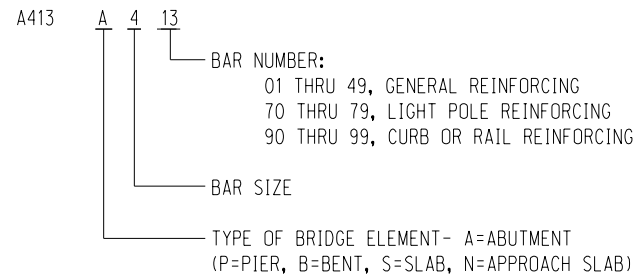 A413 A 4 13
BAR NUMBER:
01 THRU 49, GENERAL REINFORCING
70 THRU 79, LIGHT POLE REINFORCING
90 THRU 99, CURB OR RAIL REINFORCING
BAR SIZE
TYPE OF BRIDGE ELEMENT- A=ABUTMENT
(P=PIER, B=BENT, S=SLAB, N=APPROACH SLAB)